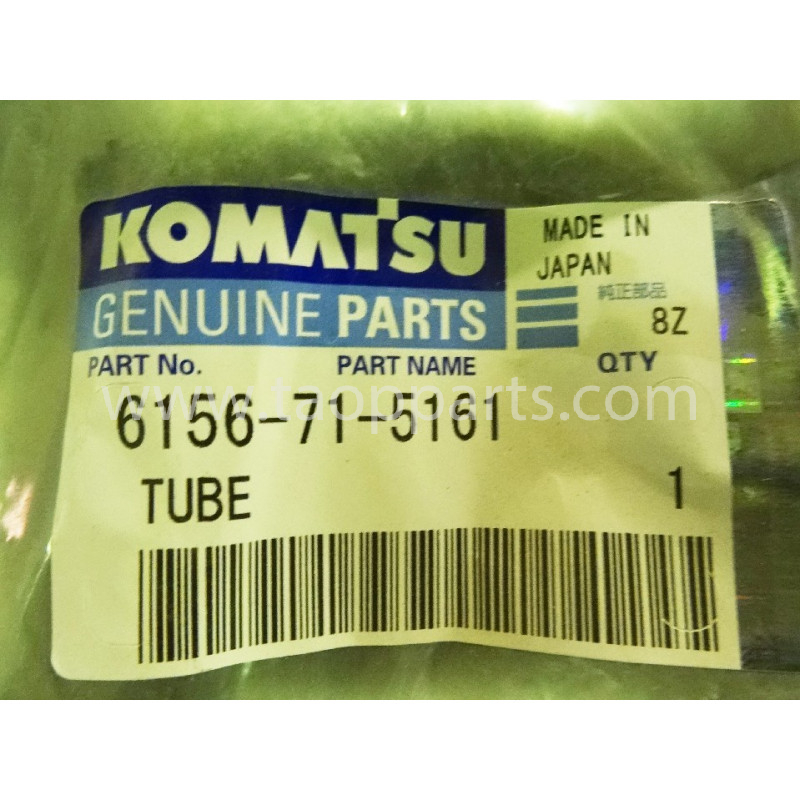 KOMATSU
GENUINE PARTS
MADE IN
JAPAN
純正部品
8Z
PART No. PART NAME QTY
www.taopparts.com
6156-71-5161
TUBE 1